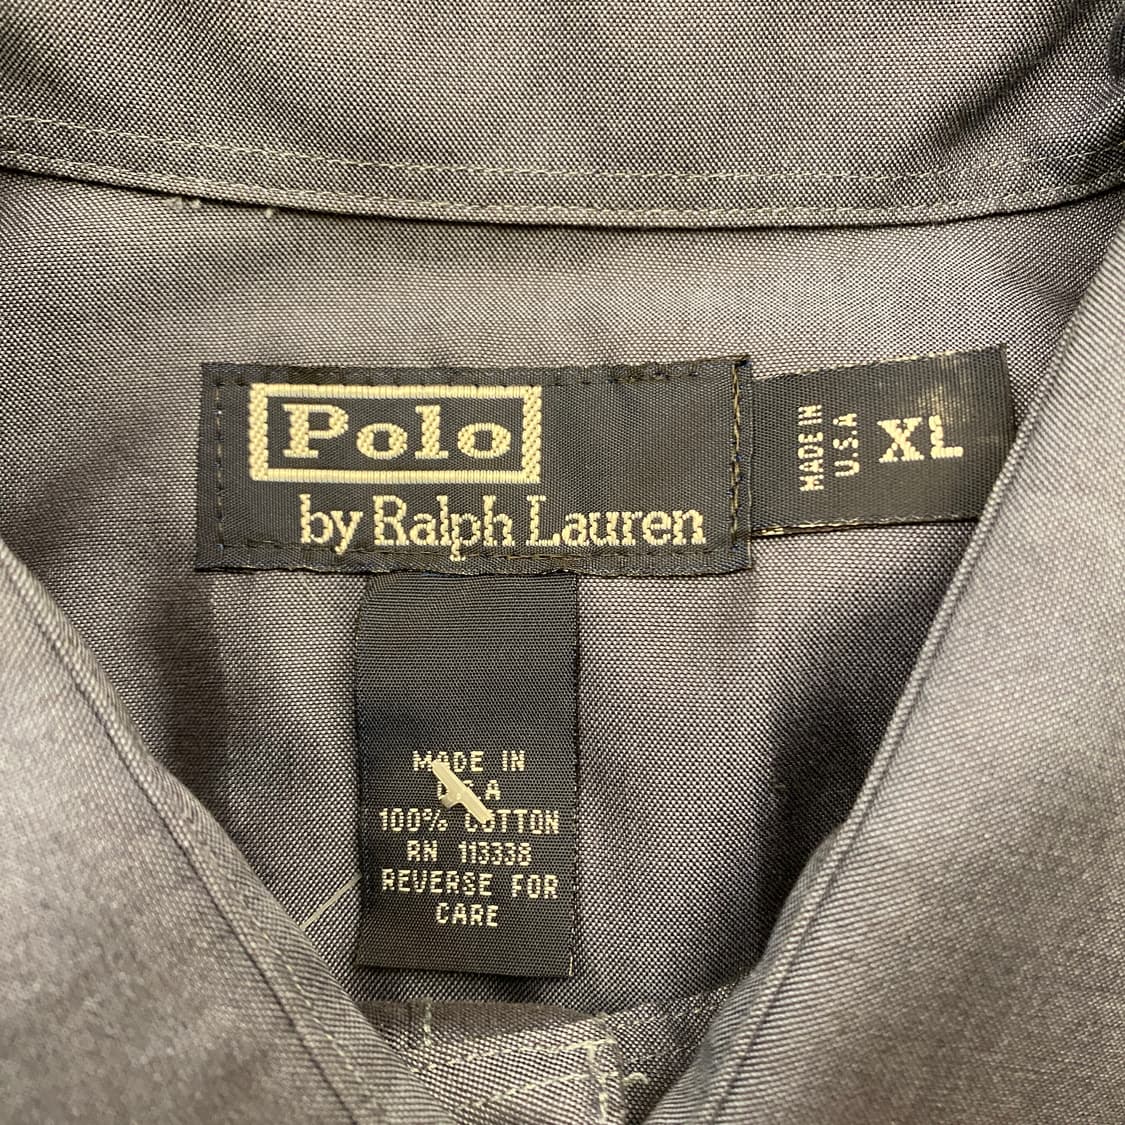 Polo
by Ralph Lauren
MADE IN
U.S.A
XL
MADE IN
U.S.A
100% COTTON
RN 113338
REVERSE FOR
CARE